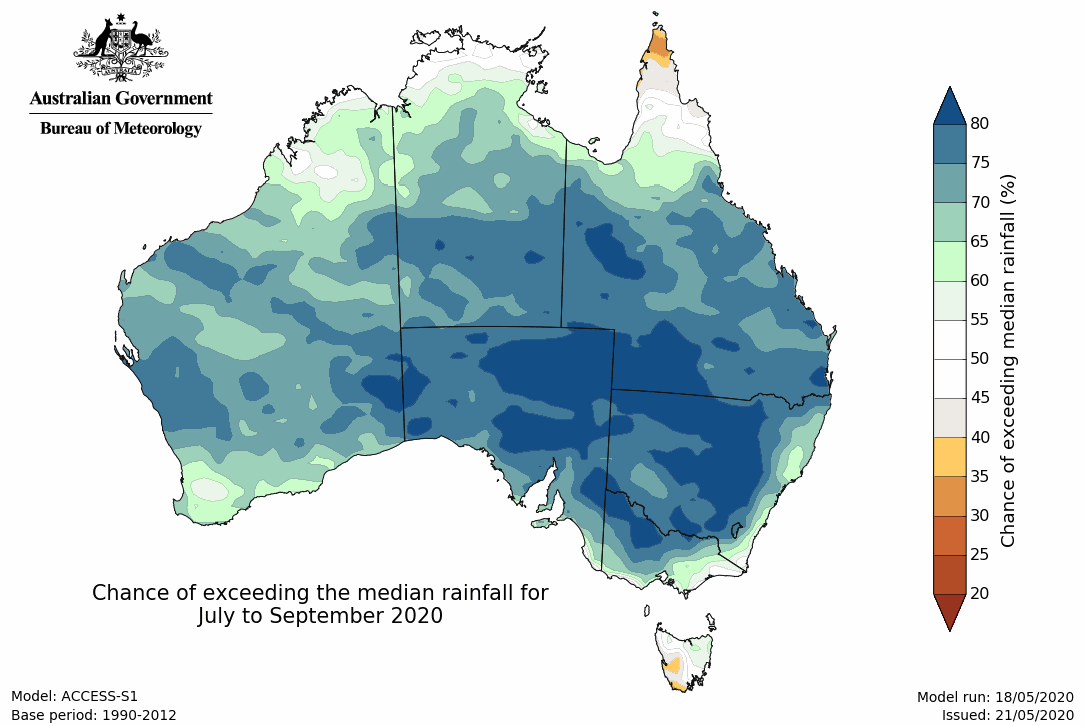 Australian Government
Bureau of Meteorology
80
75
70
65
60
55
50
45
40
35
30
25
20
Chance of exceeding median rainfall (%)
Chance of exceeding the median rainfall for
July to September 2020
Model: ACCESS-S1
Base period: 1990-2012
Model run: 18/05/2020
Issued: 21/05/2020